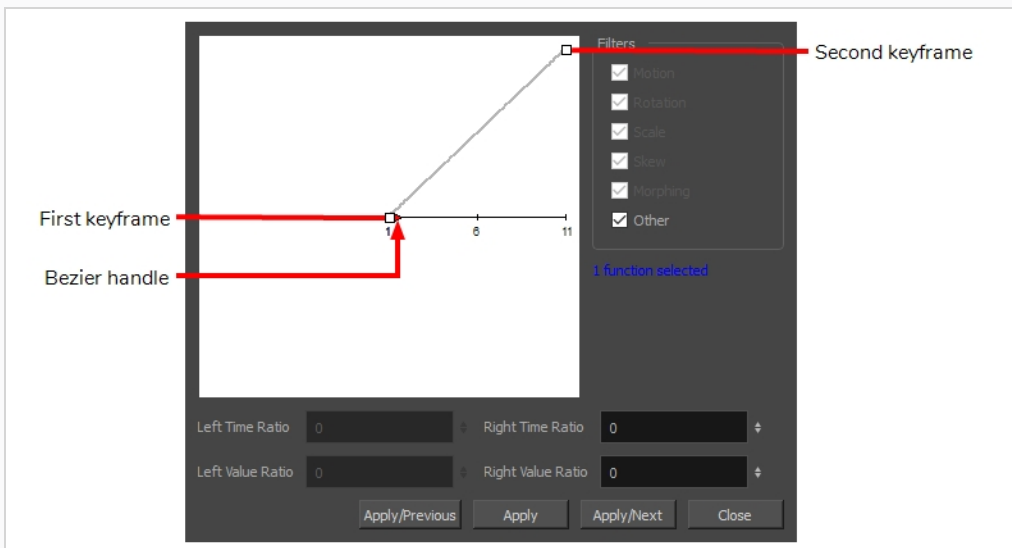 Filters
Second keyframe
Motion
Rotation
Scale
Skew
Morphing
Other
First keyframe
1 6 11
Bezier handle
1 function selected
Left Time Ratio 0 Right Time Ratio 0
Left Value Ratio 0 Right Value Ratio 0
Apply/Previous Apply Apply/Next Close